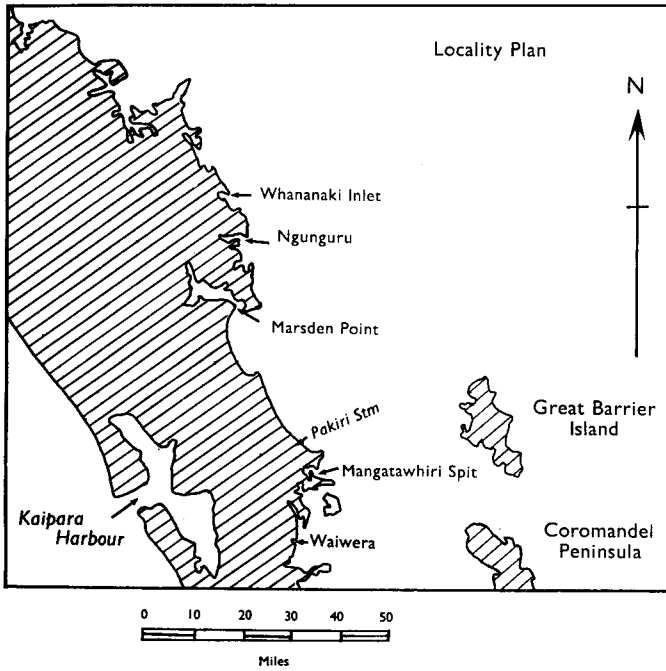 Locality Plan
N
Whananaki Inlet
Ngunguru
Marsden Point
Great Barrier
Island
Pakiri Stm
Mangatawhiri Spit
Kaipara
Harbour
Waiwera
Coromandel
Peninsula
0 10 20 30 40 50
Miles